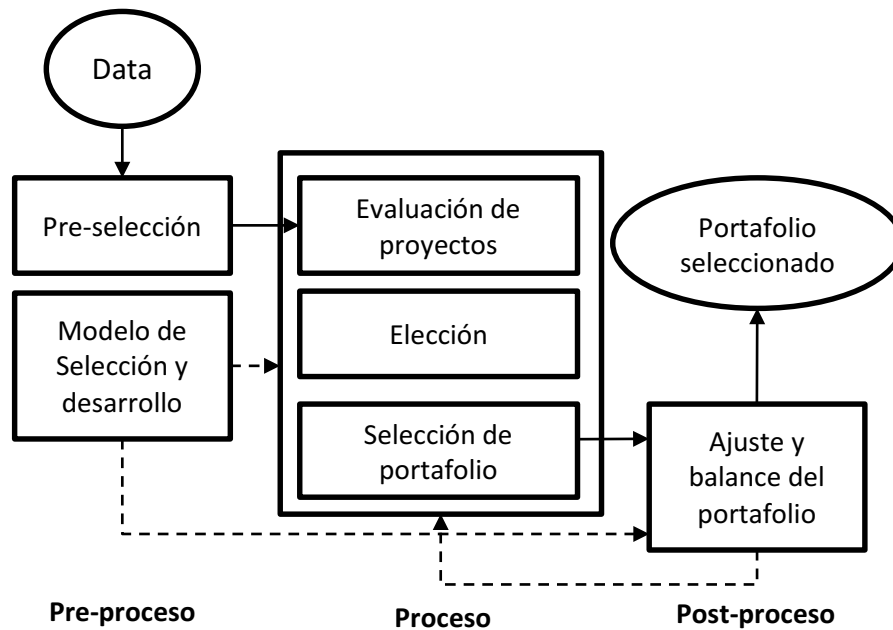 Data
Pre-selección
Modelo de
Selección y
desarrollo
Evaluación de
proyectos
Elección
Selección de
portafolio
Portafolio
seleccionado
Ajuste y
balance del
portafolio
Pre-proceso
Proceso
Post-proceso